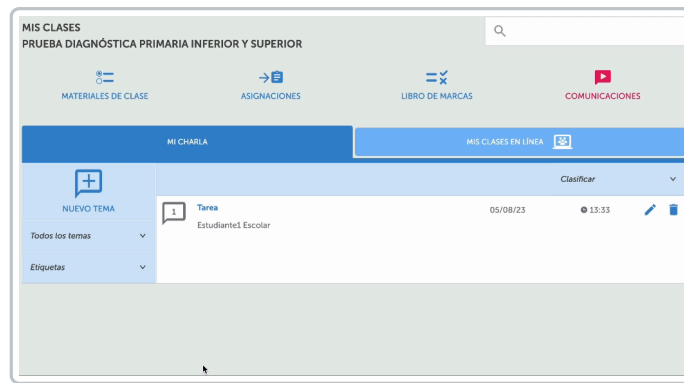 MIS CLASES
PRUEBA DIAGNÓSTICA PRIMARIA INFERIOR Y SUPERIOR
MATERIALES DE CLASE
ASIGNACIONES
LIBRO DE MARCAS
COMUNICACIONES
MI CHARLA
MIS CLASES EN LÍNEA
Clasificar
NUEVO TEMA
1
Tarea
05/08/23
13:33
Estudiante1 Escolar
Todos los temas
Etiquetas